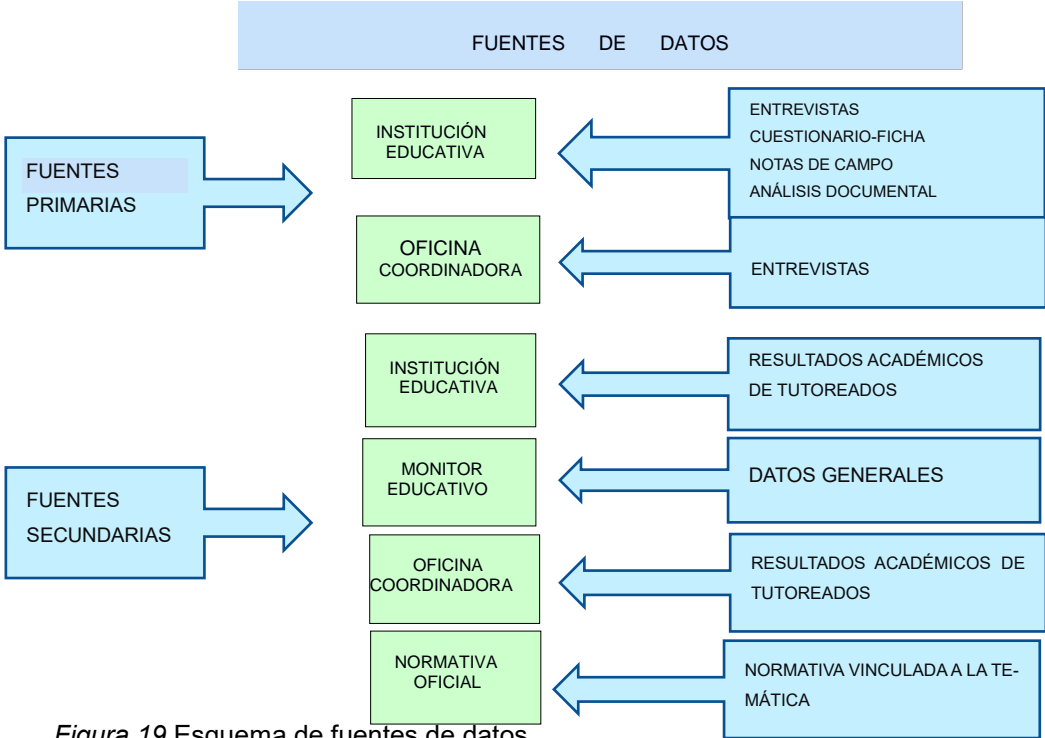 FUENTES DE DATOS
FUENTES
PRIMARIAS
INSTITUCIÓN
EDUCATIVA
ENTREVISTAS
CUESTIONARIO-FICHA
NOTAS DE CAMPO
ANÁLISIS DOCUMENTAL
OFICINA
COORDINADORA
ENTREVISTAS
FUENTES
SECUNDARIAS
INSTITUCIÓN
EDUCATIVA
RESULTADOS ACADÉMICOS
DE TUTOREADOS
MONITOR
EDUCATIVO
DATOS GENERALES
OFICINA
COORDINADORA
RESULTADOS ACADÉMICOS DE
TUTOREADOS
NORMATIVA
OFICIAL
NORMATIVA VINCULADA A LA TE-
MÁTICA
Figura 19 Esquema de fuentes de datos